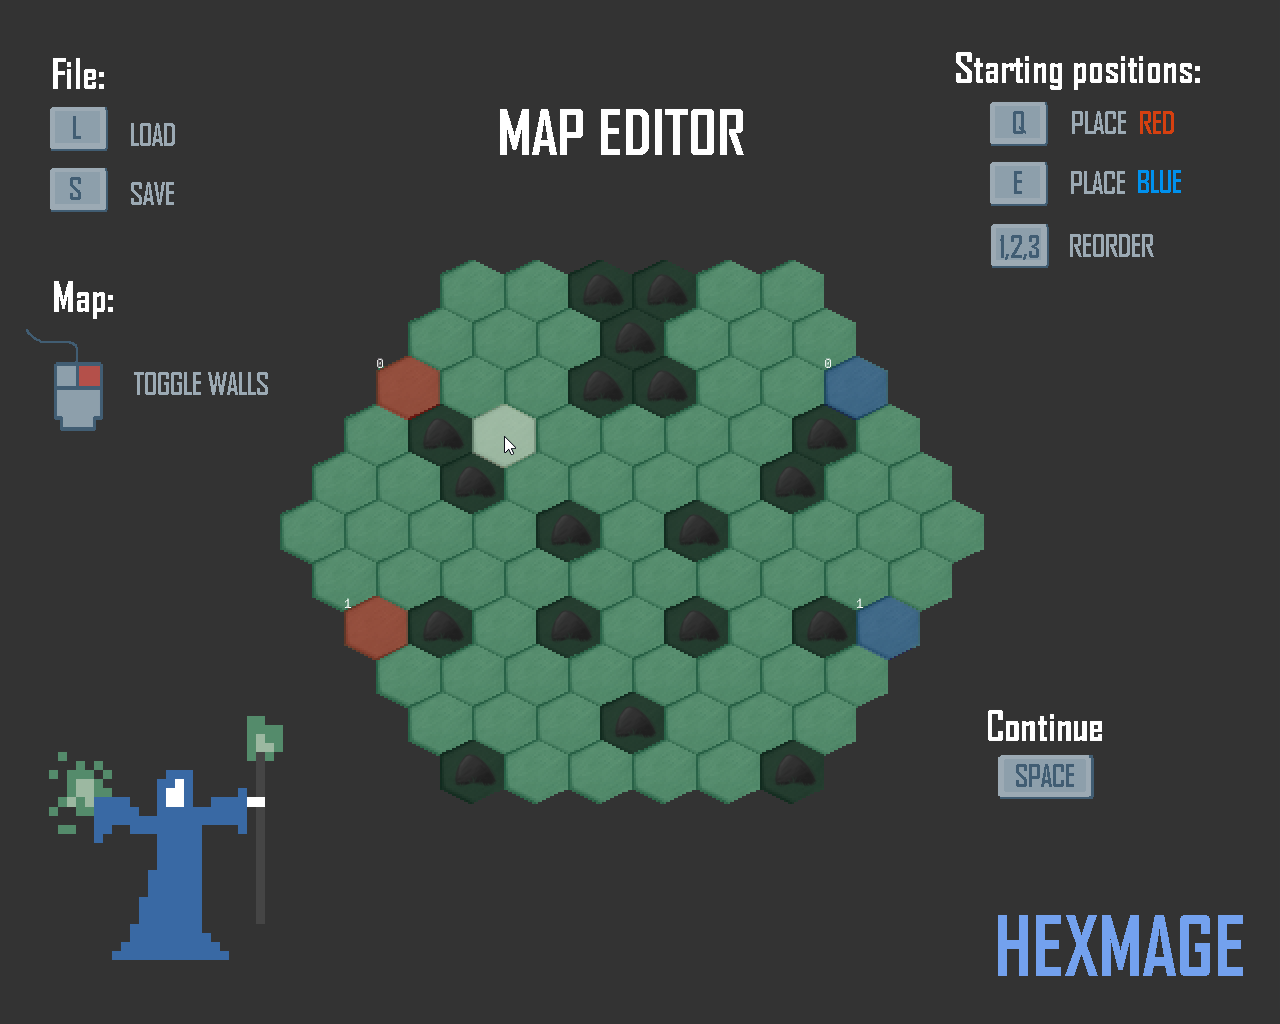 File:
L LOAD
S SAVE
MAP EDITOR
Starting positions:
Q PLACE RED
E PLACE BLUE
1,2,3 REORDER
Map:
TOGGLE WALLS
0
0
1
1
Continue
SPACE
HEXMAGE